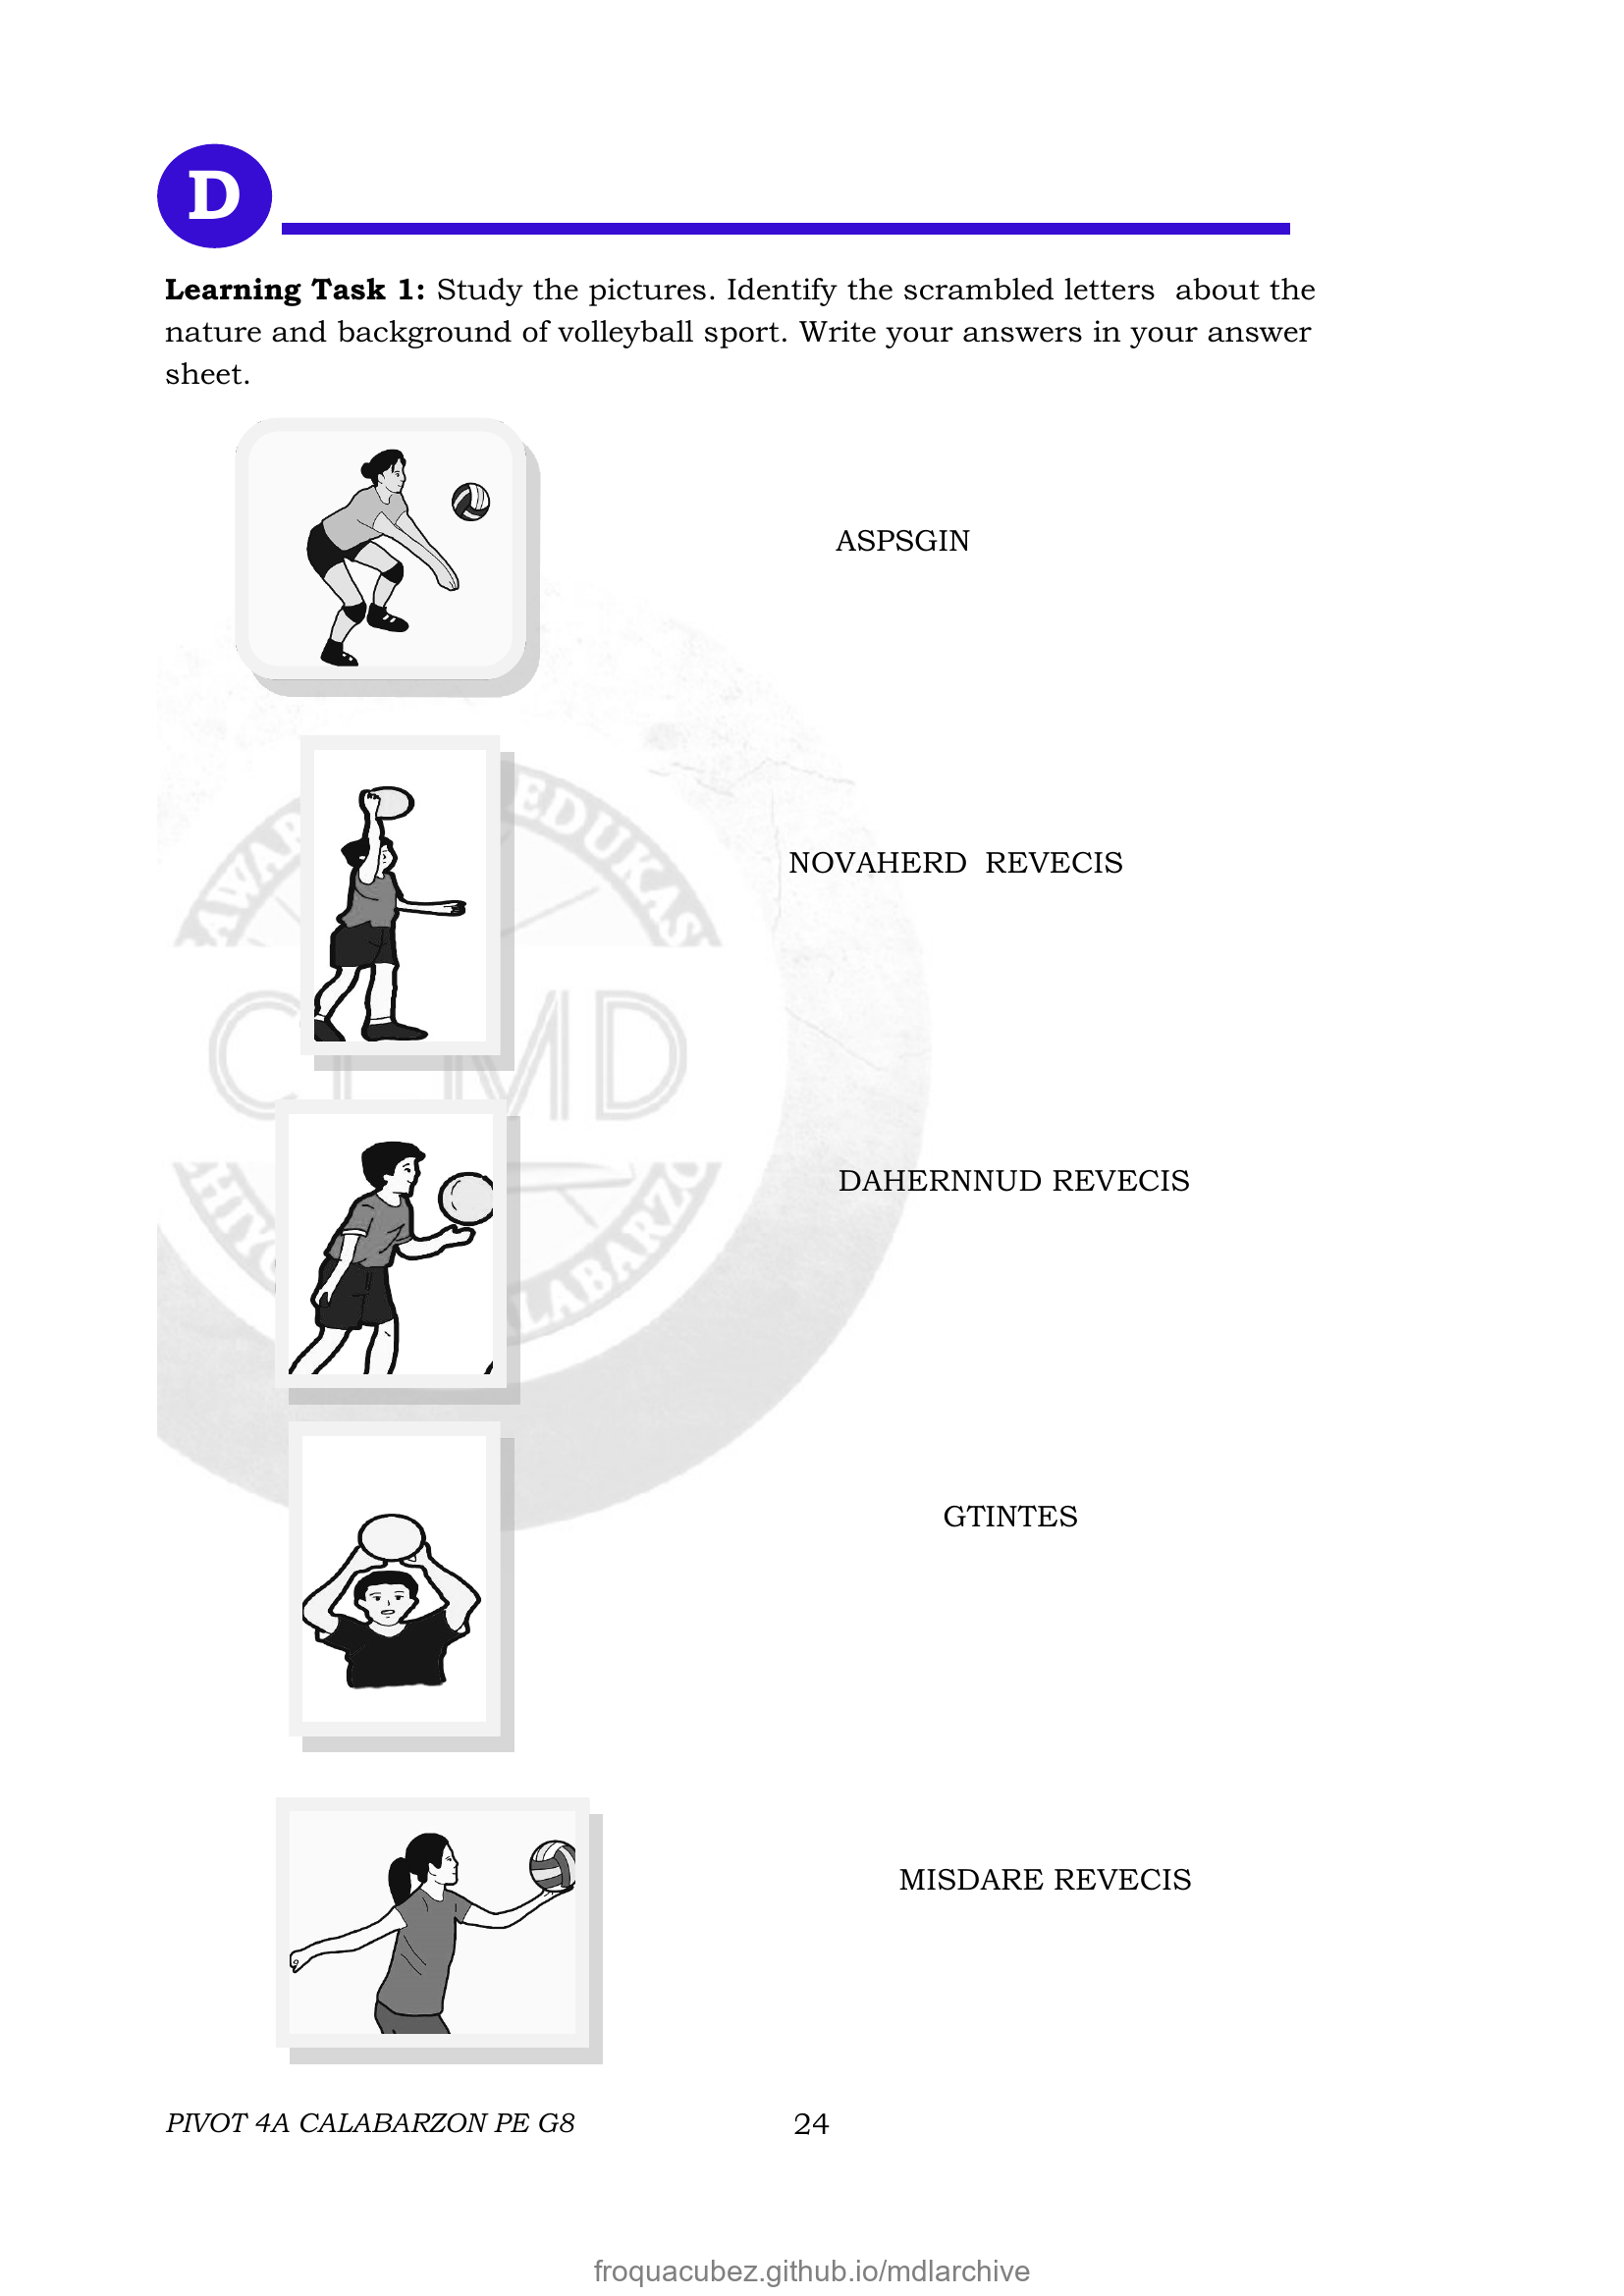 D
Learning Task 1: Study the pictures. Identify the scrambled letters about the
nature and background of volleyball sport. Write your answers in your answer
sheet.
ASPSGIN
NOVAHERD REVECIS
DAHERNNUD REVECIS
GTINTES
MISDARE REVECIS
PIVOT 4A CALABARZON PE G8
24
froquacubez.github.io/mdlarchive